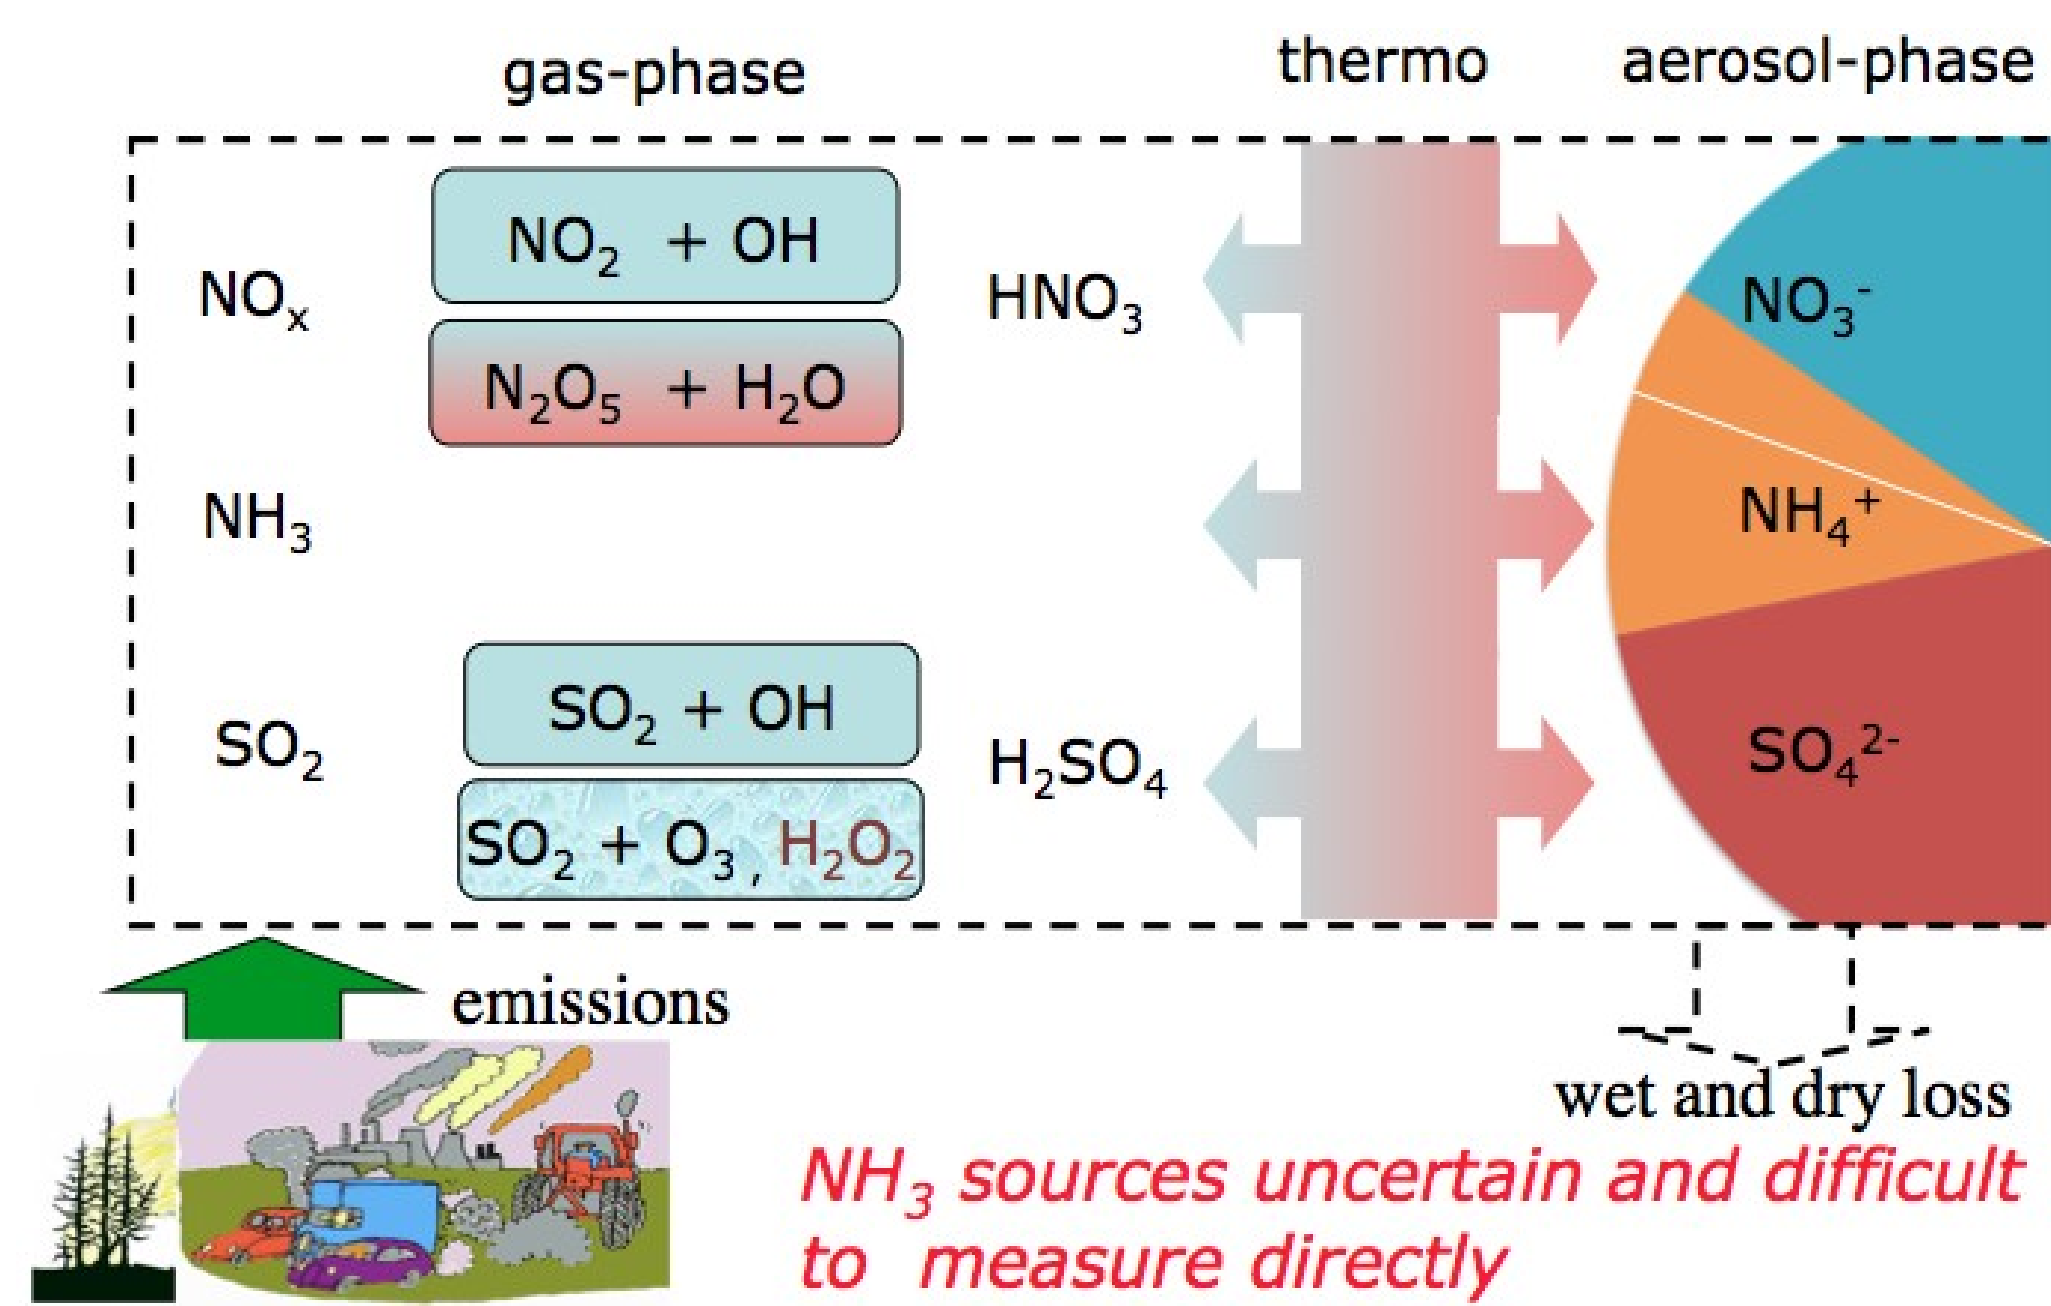 gas-phase
thermo
aerosol-phase
NO₂ + OH
NOₓ
HNO₃
NO₃⁻
N₂O₅ + H₂O
NH₃
NH₄⁺
SO₂ + OH
SO₂
H₂SO₄
SO₄²⁻
SO₂ + O₃, H₂O₂
emissions
wet and dry loss
NH₃ sources uncertain and difficult
to measure directly